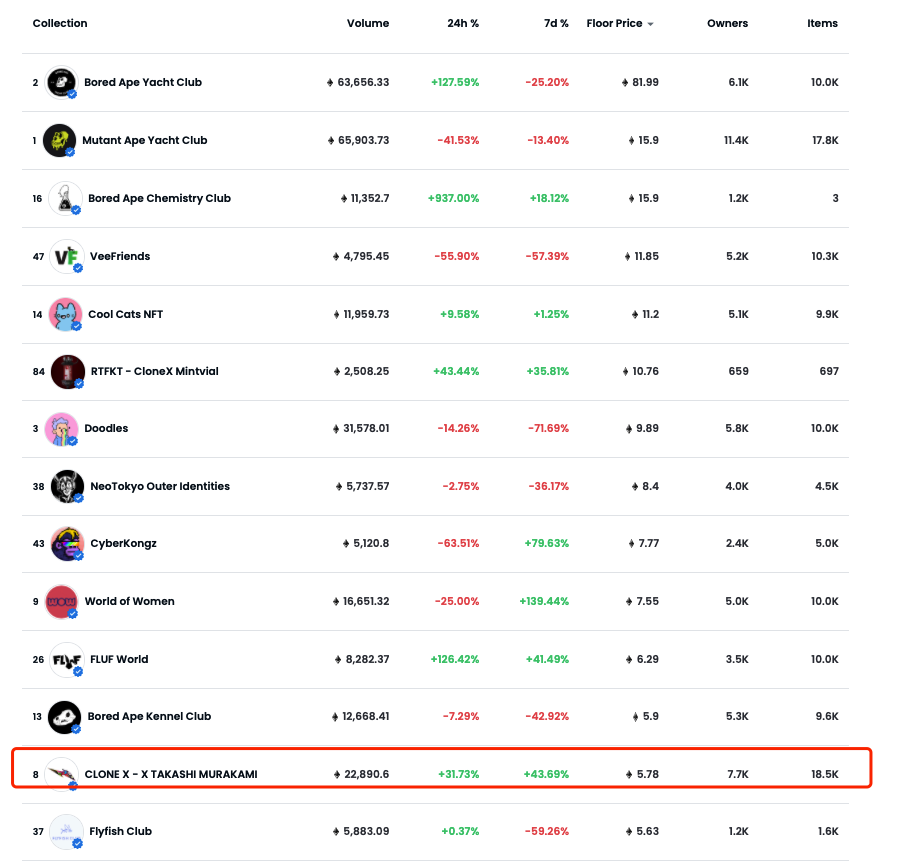 Collection Volume 24h % 7d % Floor Price Owners Items
2 Bored Ape Yacht Club 63,656.33 +127.59% -25.20% 81.99 6.1K 10.0K
1 Mutant Ape Yacht Club 65,903.73 -41.53% -13.40% 15.9 11.4K 17.8K
16 Bored Ape Chemistry Club 11,352.7 +937.00% +18.12% 15.9 1.2K 3
47 VF VeeFriends 4,795.45 -55.90% -57.39% 11.85 5.2K 10.3K
14 Cool Cats NFT 11,959.73 +9.58% +1.25% 11.2 5.1K 9.9K
84 RTFKT - CloneX Mintvial 2,508.25 +43.44% +35.81% 10.76 659 697
3 Doodles 31,578.01 -14.26% -71.69% 9.89 5.8K 10.0K
38 NeoTokyo Outer Identities 5,737.57 -2.75% -36.17% 8.4 4.0K 4.5K
43 CyberKongz 5,120.8 -63.51% +79.63% 7.77 2.4K 5.0K
9 WOW World of Women 16,651.32 -25.00% +139.44% 7.55 5.0K 10.0K
26 FLUF FLUF World 8,282.37 +126.42% +41.49% 6.29 3.5K 10.0K
13 Bored Ape Kennel Club 12,668.41 -7.29% -42.92% 5.9 5.3K 9.6K
8 CLONE X - X TAKASHI MURAKAMI 22,890.6 +31.73% +43.69% 5.78 7.7K 18.5K
37 Flyfish Club 5,883.09 +0.37% -59.26% 5.63 1.2K 1.6K